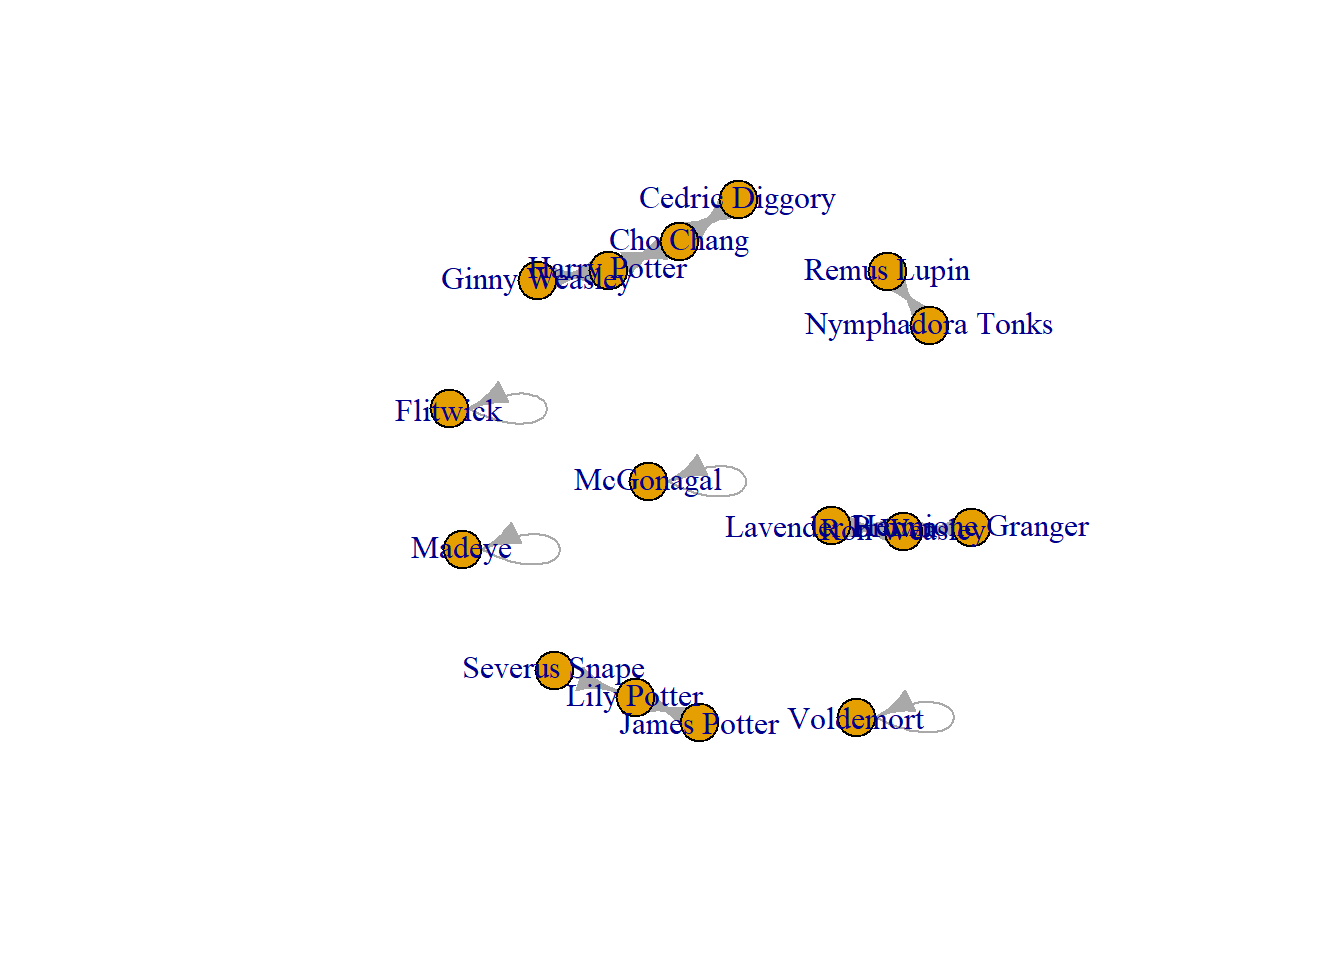 Cedric Diggory
Cho Chang
Harry Potter
Ginny Weasley
Remus Lupin
Nymphadora Tonks
Flitwick
McGonagal
Lavender Brown
Ron Weasley
Hermione Granger
Madeye
Severus Snape
Lily Potter
James Potter
Voldemort